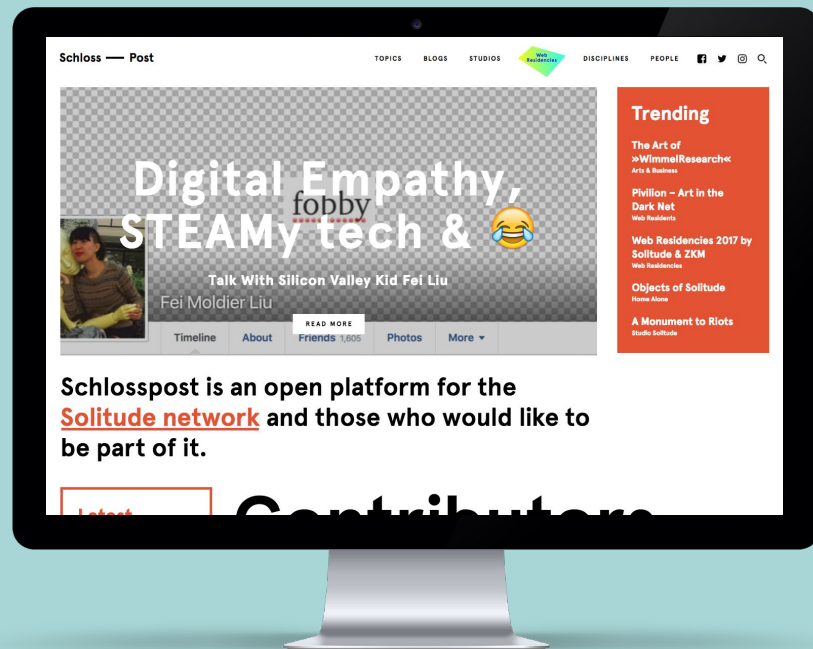 Schloss — Post
TOPICS
BLOGS
STUDIOS
Web
Residencies
DISCIPLINES
PEOPLE
Digital Empathy,
fobby
STEAMy tech & 😂
Talk With Silicon Valley Kid Fei Liu
Fei Moldier Liu
READ MORE
Timeline
About
Friends 1,605
Photos
More
Trending
The Art of
»WimmelResearch«
Arts & Business
Pivilion – Art in the
Dark Net
Web Residents
Web Residencies 2017 by
Solitude & ZKM
Web Residencies
Objects of Solitude
Home Alone
A Monument to Riots
Studio Solitude
Schlosspost is an open platform for the
Solitude network and those who would like to
be part of it.
Latest
Contributors